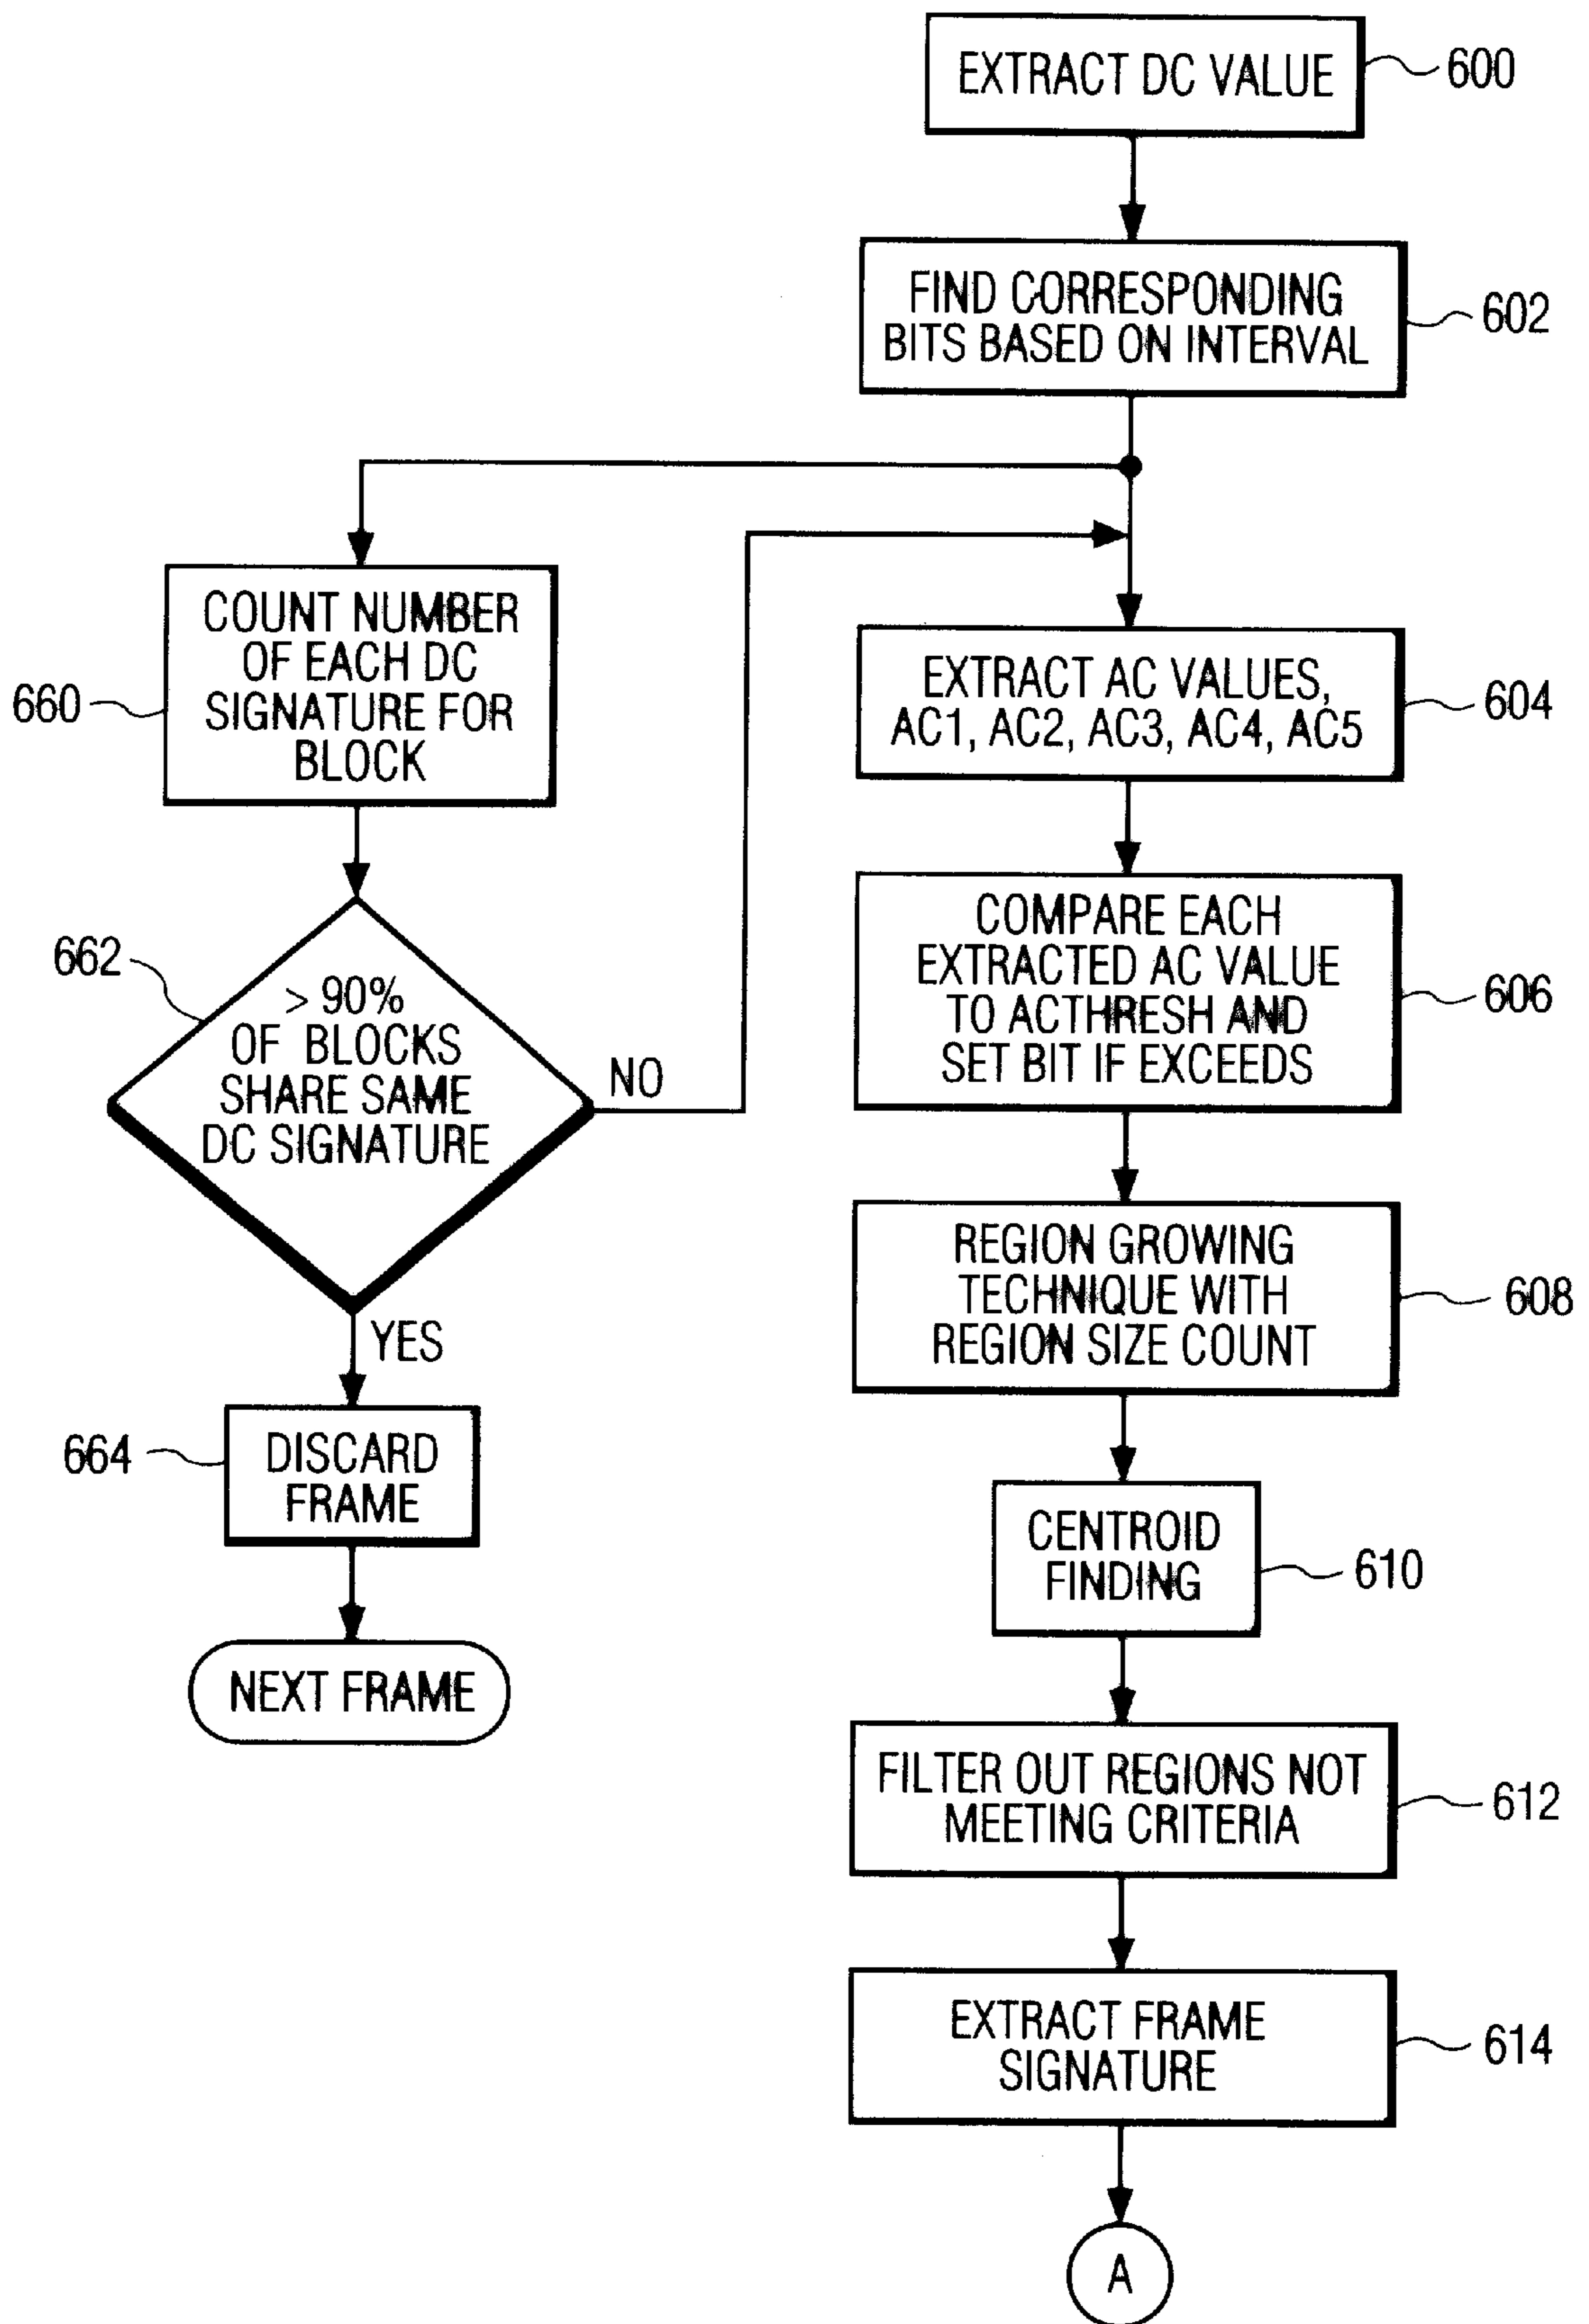 EXTRACT DC VALUE
600
FIND CORRESPONDING
BITS BASED ON INTERVAL
602
COUNT NUMBER
OF EACH DC
SIGNATURE FOR
BLOCK
660
EXTRACT AC VALUES,
AC1, AC2, AC3, AC4, AC5
604
662
> 90%
OF BLOCKS
SHARE SAME
DC SIGNATURE
NO
YES
COMPARE EACH
EXTRACTED AC VALUE
TO ACTHRESH AND
SET BIT IF EXCEEDS
606
REGION GROWING
TECHNIQUE WITH
REGION SIZE COUNT
608
664
DISCARD
FRAME
NEXT FRAME
CENTROID
FINDING
610
FILTER OUT REGIONS NOT
MEETING CRITERIA
612
EXTRACT FRAME
SIGNATURE
614
A